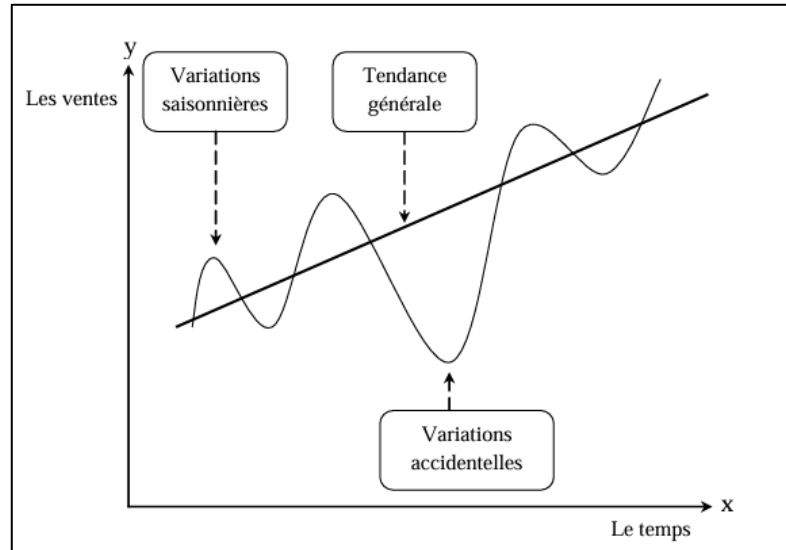 y
Les ventes
Variations
saisonnières
Tendance
générale
Variations
accidentelles
x
Le temps